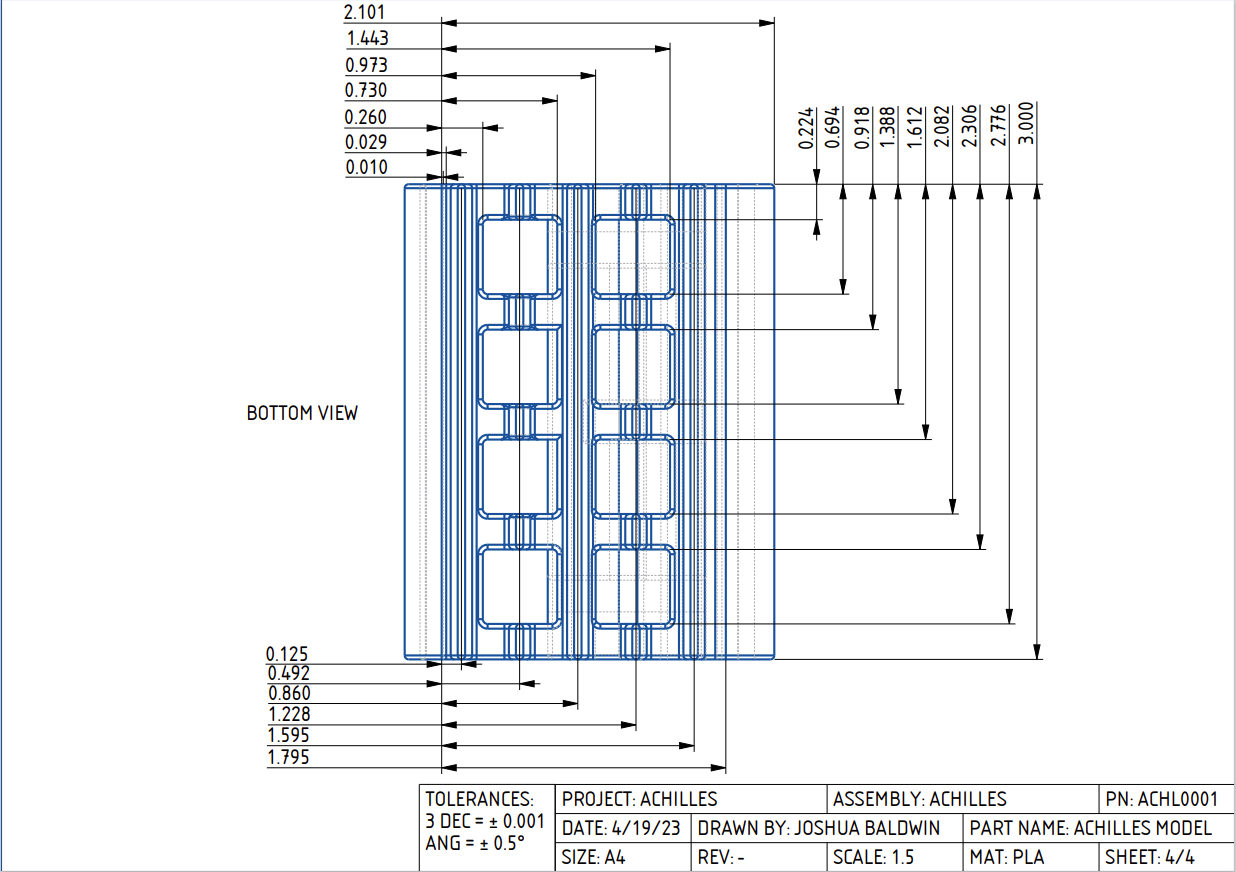 2.101
1.443
0.973
0.730
0.260
0.029
0.010
0.224
0.694
0.918
1.388
1.612
2.082
2.306
2.776
3.000
BOTTOM VIEW
0.125
0.492
0.860
1.228
1.595
1.795
TOLERANCES:
3 DEC = ± 0.001
ANG = ± 0.5°
PROJECT: ACHILLES
ASSEMBLY: ACHILLES
PN: ACHL0001
DATE: 4/19/23
DRAWN BY: JOSHUA BALDWIN
PART NAME: ACHILLES MODEL
SIZE: A4
REV: -
SCALE: 1.5
MAT: PLA
SHEET: 4/4